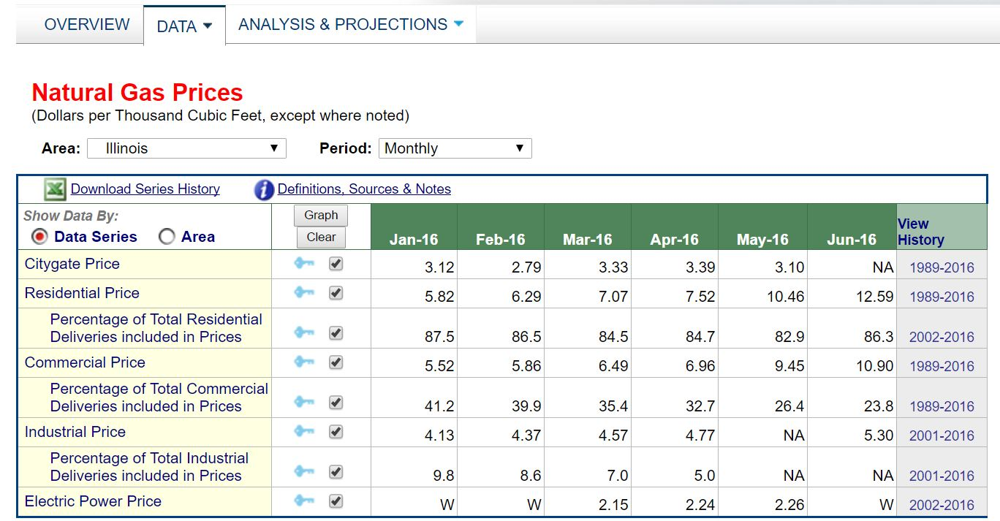 OVERVIEW DATA ANALYSIS & PROJECTIONS
Natural Gas Prices
(Dollars per Thousand Cubic Feet, except where noted)
Area: Illinois Period: Monthly
Download Series History Definitions, Sources & Notes
Show Data By:
Data Series Area
Graph
Clear
Jan-16 Feb-16 Mar-16 Apr-16 May-16 Jun-16 View
History
Citygate Price 3.12 2.79 3.33 3.39 3.10 NA 1989-2016
Residential Price 5.82 6.29 7.07 7.52 10.46 12.59 1989-2016
Percentage of Total Residential
Deliveries included in Prices 87.5 86.5 84.5 84.7 82.9 86.3 2002-2016
Commercial Price 5.52 5.86 6.49 6.96 9.45 10.90 1989-2016
Percentage of Total Commercial
Deliveries included in Prices 41.2 39.9 35.4 32.7 26.4 23.8 1989-2016
Industrial Price 4.13 4.37 4.57 4.77 NA 5.30 2001-2016
Percentage of Total Industrial
Deliveries included in Prices 9.8 8.6 7.0 5.0 NA NA 2001-2016
Electric Power Price W W 2.15 2.24 2.26 W 2002-2016